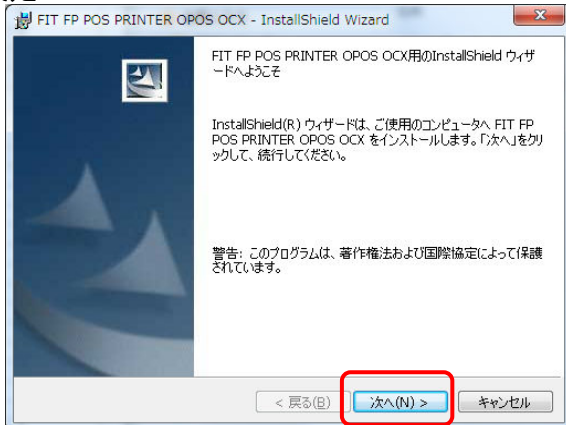 FIT FP POS PRINTER OPOS OCX - InstallShield Wizard
FIT FP POS PRINTER OPOS OCX用のInstallShield ウィザ
ードへようこそ
InstallShield(R) ウィザードは、ご使用のコンピュータへ FIT FP
POS PRINTER OPOS OCX をインストールします。「次へ」をクリ
ックして、続行してください。
警告: このプログラムは、著作権法および国際協定によって保護
されています。
< 戻る(B)
次へ(N) >
キャンセル